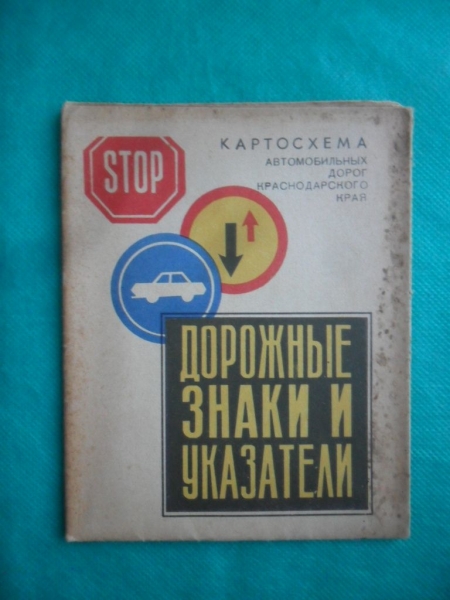 STOP
КАРТОСХЕМА
АВТОМОБИЛЬНЫХ
ДОРОГ
КРАСНОДАРСКОГО
КРАЯ
ДОРОЖНЫЕ
ЗНАКИ И
УКАЗАТЕЛИ